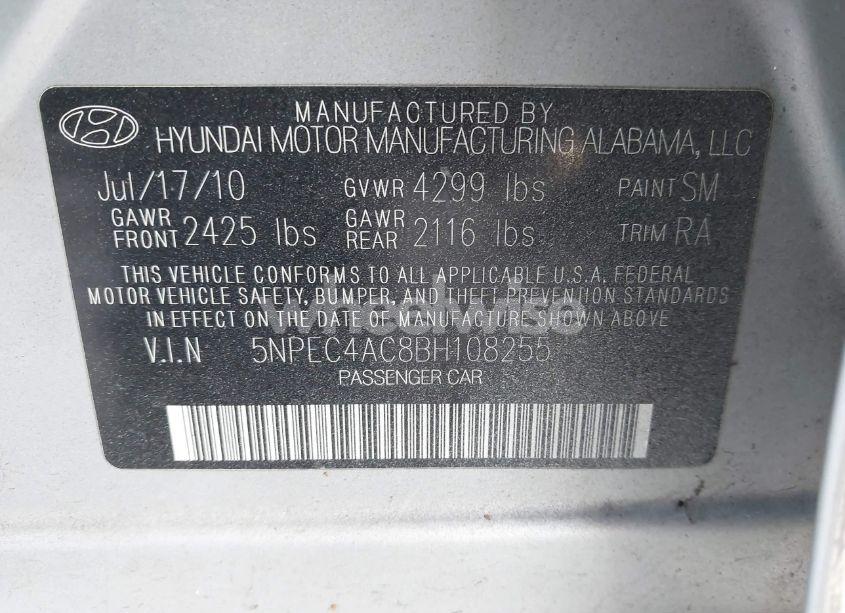 MANUFACTURED BY
HYUNDAI MOTOR MANUFACTURING ALABAMA, LLC
Jul/17/10 GVWR 4299 lbs PAINT SM
GAWR FRONT 2425 lbs GAWR REAR 2116 lbs TRIM RA
THIS VEHICLE CONFORMS TO ALL APPLICABLE U.S.A. FEDERAL
MOTOR VEHICLE SAFETY, BUMPER, AND THEFT PREVENTION STANDARDS
IN EFFECT ON THE DATE OF MANUFACTURE SHOWN ABOVE
wheelwise
V.I.N 5NPEC4AC8BH108255
PASSENGER CAR